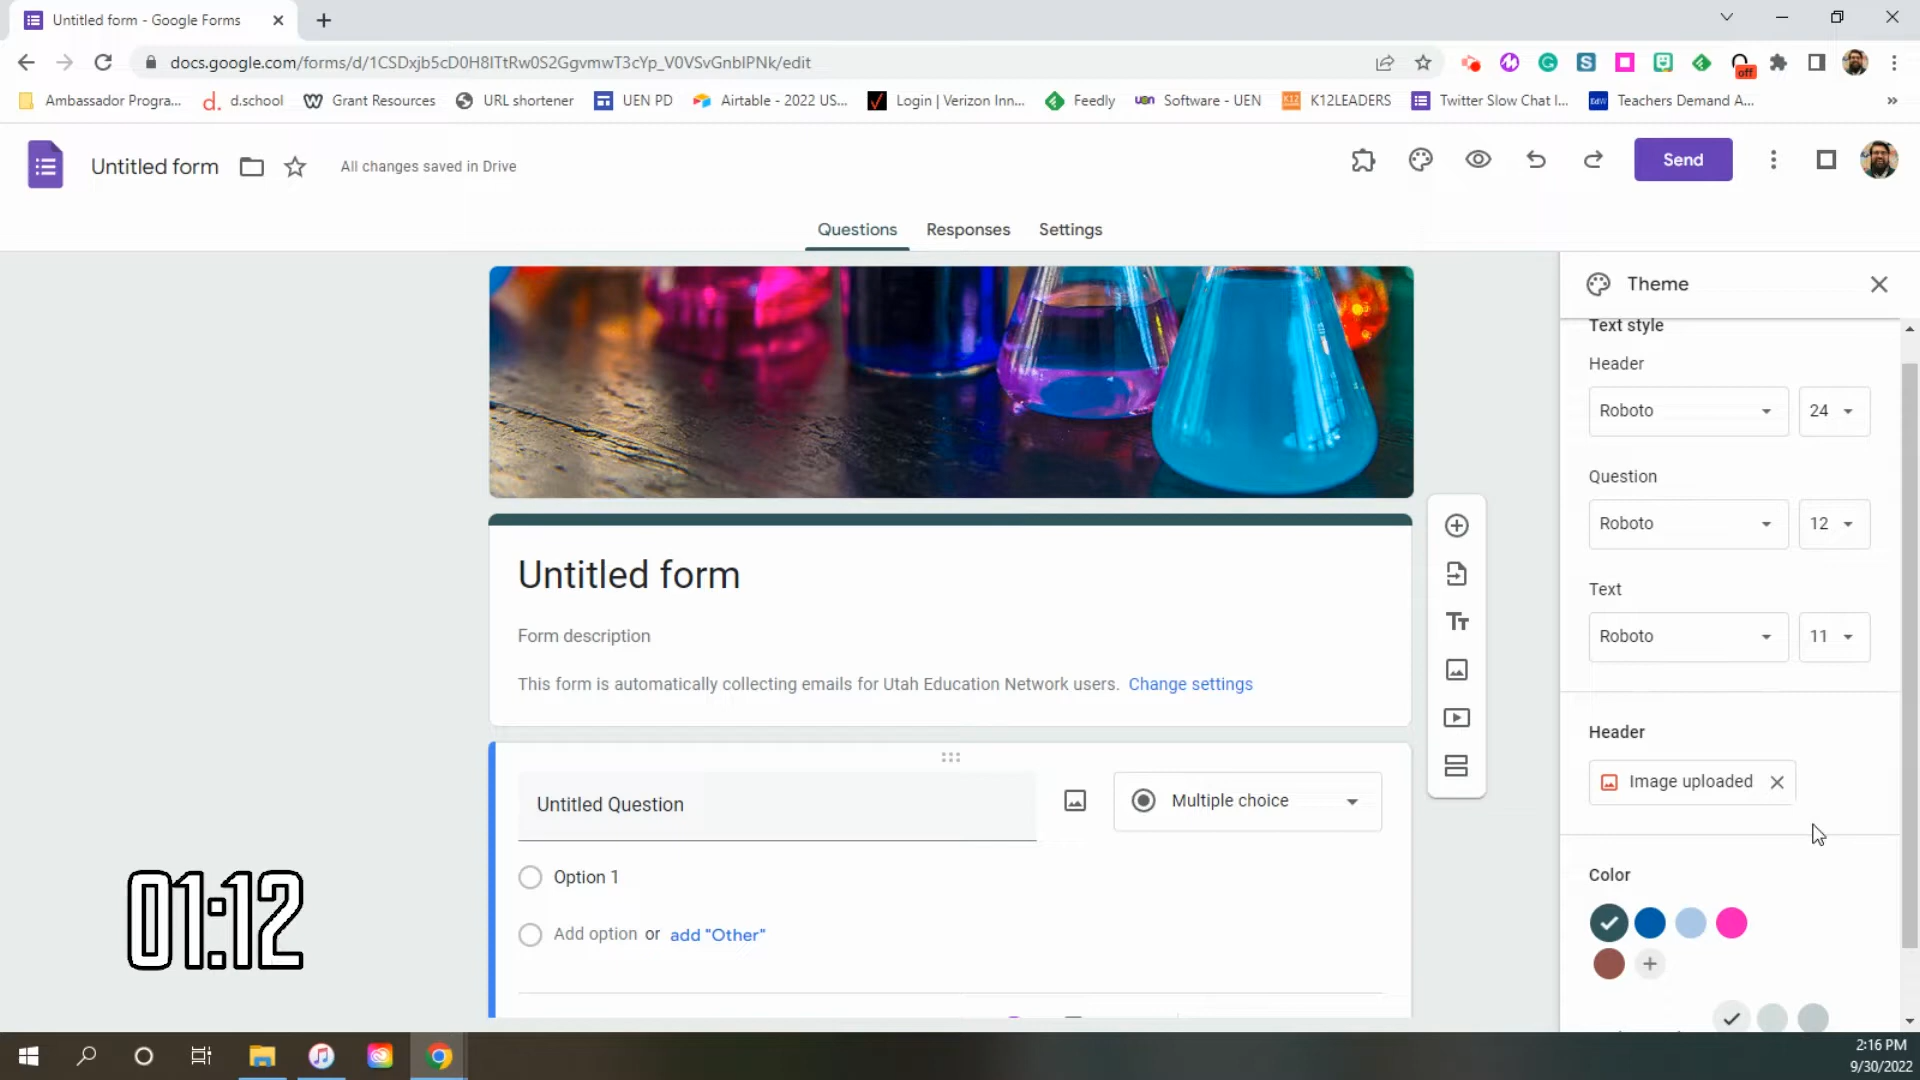 Untitled form - Google Forms
docs.google.com/forms/d/1CSDxjb5cD0H8ITtRw0S2GgvmwT3cYp_V0VSvGnbIPNk/edit
off
Ambassador Progra...
d.school
Grant Resources
URL shortener
UEN PD
Airtable - 2022 US...
Login | Verizon Inn...
Feedly
Software - UEN
K12LEADERS
Twitter Slow Chat I...
Teachers Demand A...
Untitled form
All changes saved in Drive
Send
Questions
Responses
Settings
Theme
Text style
Header
Roboto
24
Question
Roboto
12
Text
Roboto
11
Header
Image uploaded
Color
Untitled form
Form description
This form is automatically collecting emails for Utah Education Network users. Change settings
Untitled Question
Multiple choice
Option 1
Add option or add "Other"
01:12
2:16 PM
9/30/2022